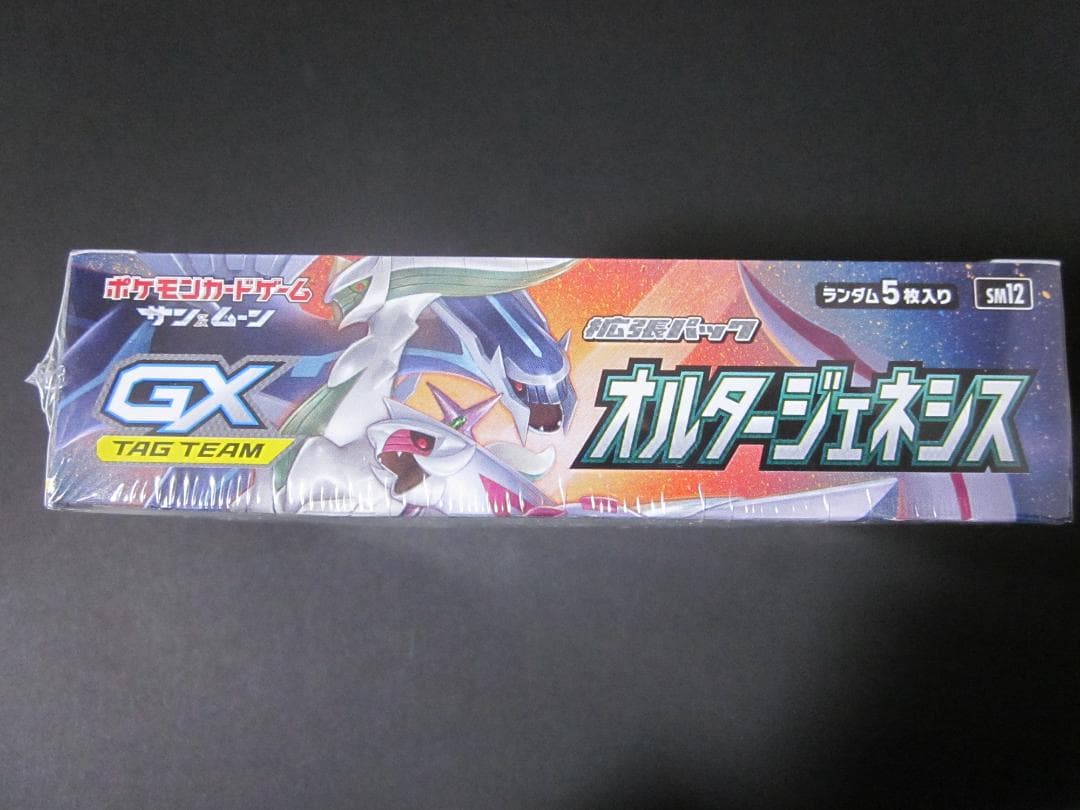 ポケモンカードゲーム
サン&ムーン
GX
TAG TEAM
拡張パック
オルタージェネシス
ランダム5枚入り
SM12